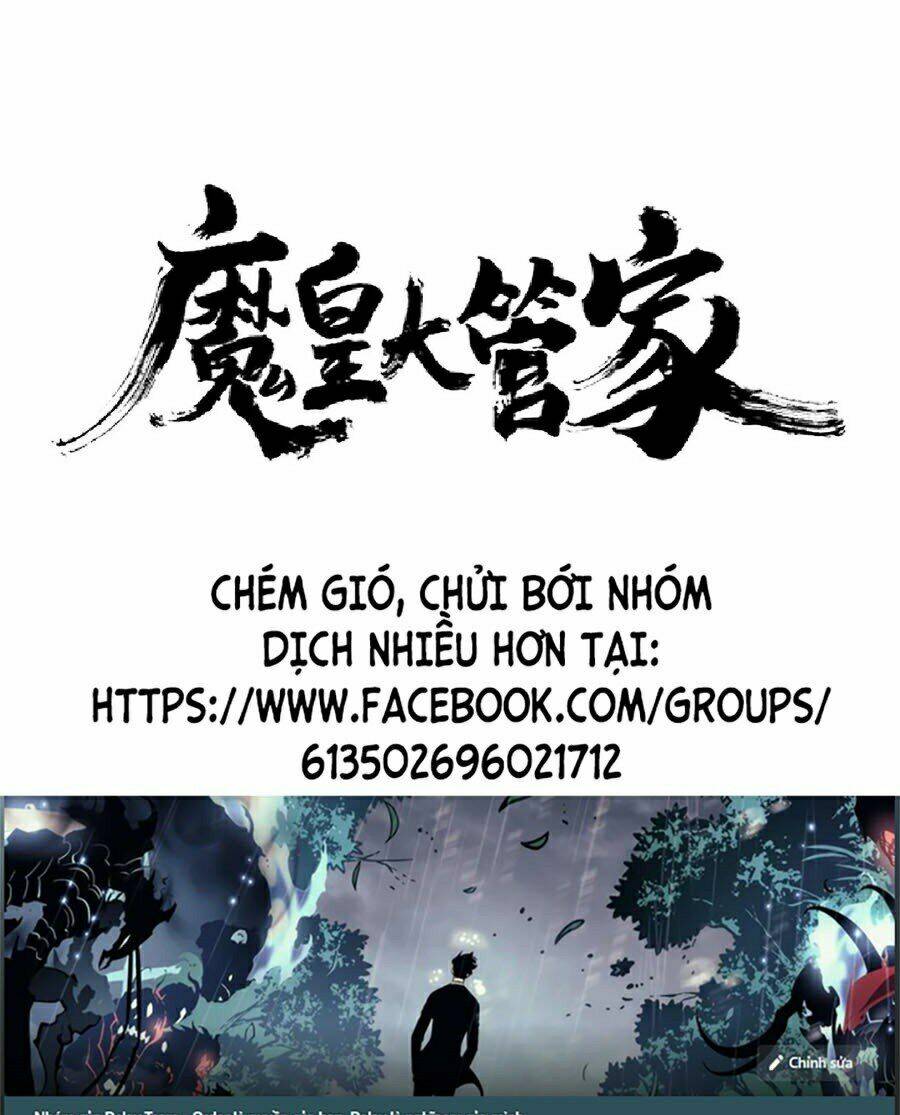 魔皇大管家
CHÉM GIÓ, CHỬI BỚI NHÓM
DỊCH NHIỀU HƠN TẠI:
HTTPS://WWW.FACEBOOK.COM/GROUPS/
613502696021712
Chỉnh sửa